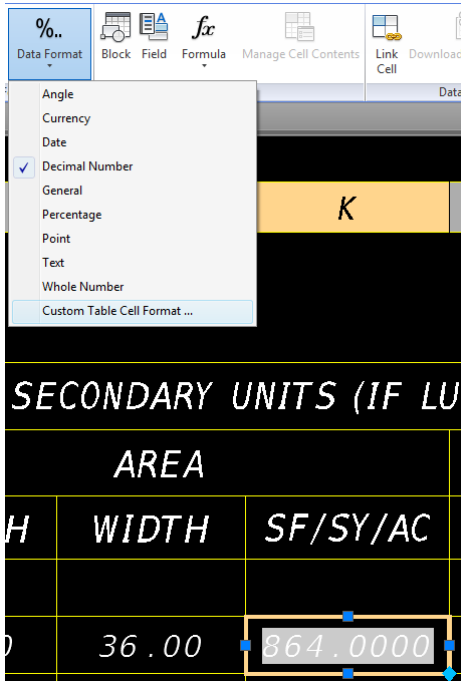 %..
Data Format
Block
Field
fx
Formula
Manage Cell Contents
Link
Cell
Data
Angle
Currency
Date
Decimal Number
General
Percentage
Point
Text
Whole Number
Custom Table Cell Format ...
K
SECONDARY UNITS (IF LU
AREA
H WIDTH SF/SY/AC
36.00 864.0000